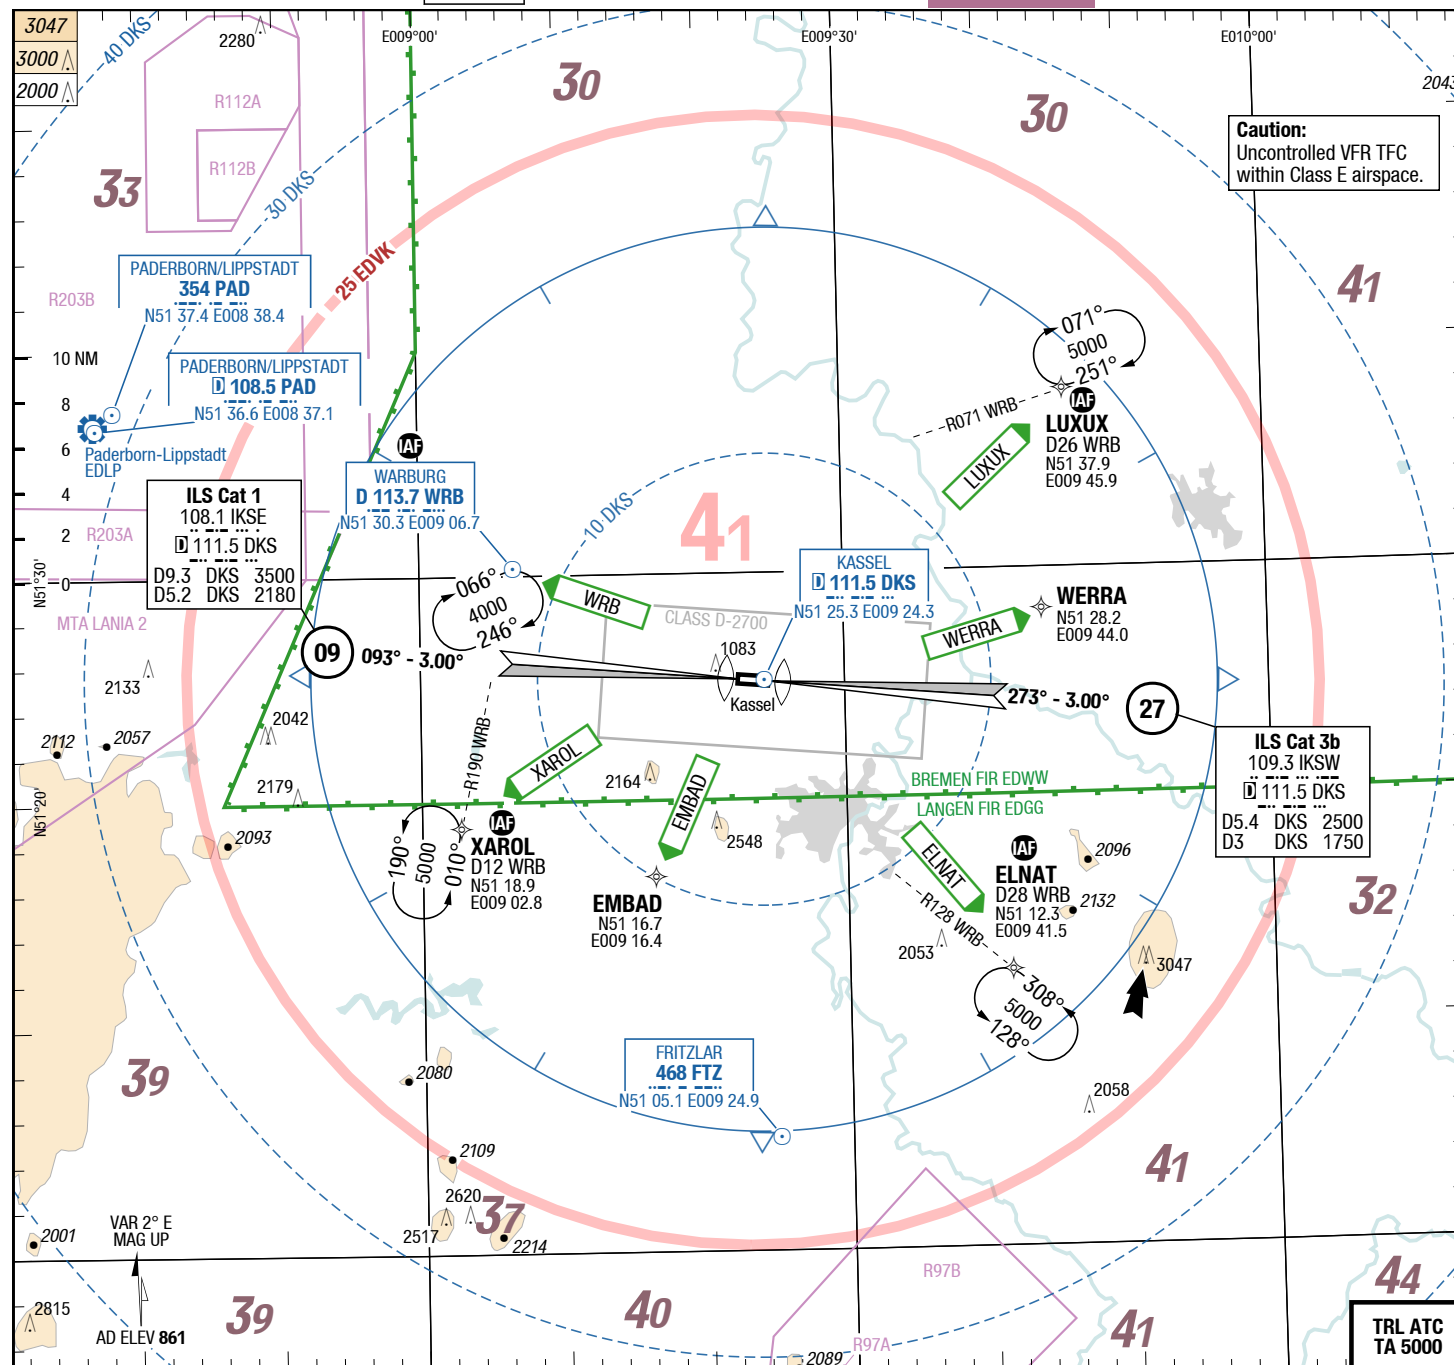 3047
3000
2000
40 DKS
2280
E009°00'
E009°30'
E010°00'
30
30
2043
R112A
R112B
33
Caution:
Uncontrolled VFR TFC
within Class E airspace.
30 DKS
25 EDVK
R203B
PADERBORN/LIPPSTADT
354 PAD
N51 37.4 E008 38.4
41
10 NM
8
6
4
2
0
PADERBORN/LIPPSTADT
D 108.5 PAD
N51 36.6 E008 37.1
Paderborn-Lippstadt
EDLP
071°
5000
251°
R071 WRB
IAF
LUXUX
D26 WRB
N51 37.9
E009 45.9
LUXUX
IAF
WARBURG
D 113.7 WRB
N51 30.3 E009 06.7
ILS Cat 1
108.1 IKSE
D 111.5 DKS
D9.3 DKS 3500
D5.2 DKS 2180
R203A
MTA LANIA 2
N51°30'
10 DKS
41
KASSEL
D 111.5 DKS
N51 25.3 E009 24.3
066°
4000
246°
WRB
CLASS D-2700
WERRA
WERRA
N51 28.2
E009 44.0
09
093° - 3.00°
1083
Kassel
273° - 3.00°
27
2133
2042
2112
2057
2179
R190 WRB
XAROL
2164
EMBAD
BREMEN FIR EDWW
LANGEN FIR EDGG
ILS Cat 3b
109.3 IKSW
D 111.5 DKS
D5.4 DKS 2500
D3 DKS 1750
N51°20'
2093
190°
5000
010°
IAF
XAROL
D12 WRB
N51 18.9
E009 02.8
2548
EMBAD
N51 16.7
E009 16.4
ELNAT
IAF
ELNAT
D28 WRB
N51 12.3
E009 41.5
2096
2132
32
R128 WRB
2053
308°
5000
128°
3047
39
2080
FRITZLAR
468 FTZ
N51 05.1 E009 24.9
2058
2109
41
2620
37
2517
2214
2001
VAR 2° E
MAG UP
R97B
44
2815
39
40
41
AD ELEV 861
R97A
2089
TRL ATC
TA 5000